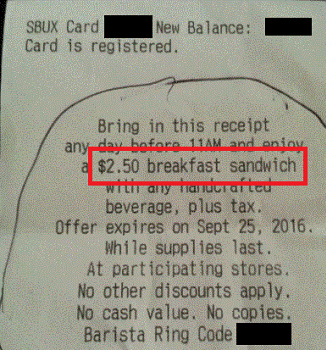 SBUX Card New Balance:
Card is registered.
Bring in this receipt
any day before 11AM and enjoy
a $2.50 breakfast sandwich
with any handcrafted
beverage, plus tax.
Offer expires on Sept 25, 2016.
While supplies last.
At participating stores.
No other discounts apply.
No cash value. No copies.
Barista Ring Code